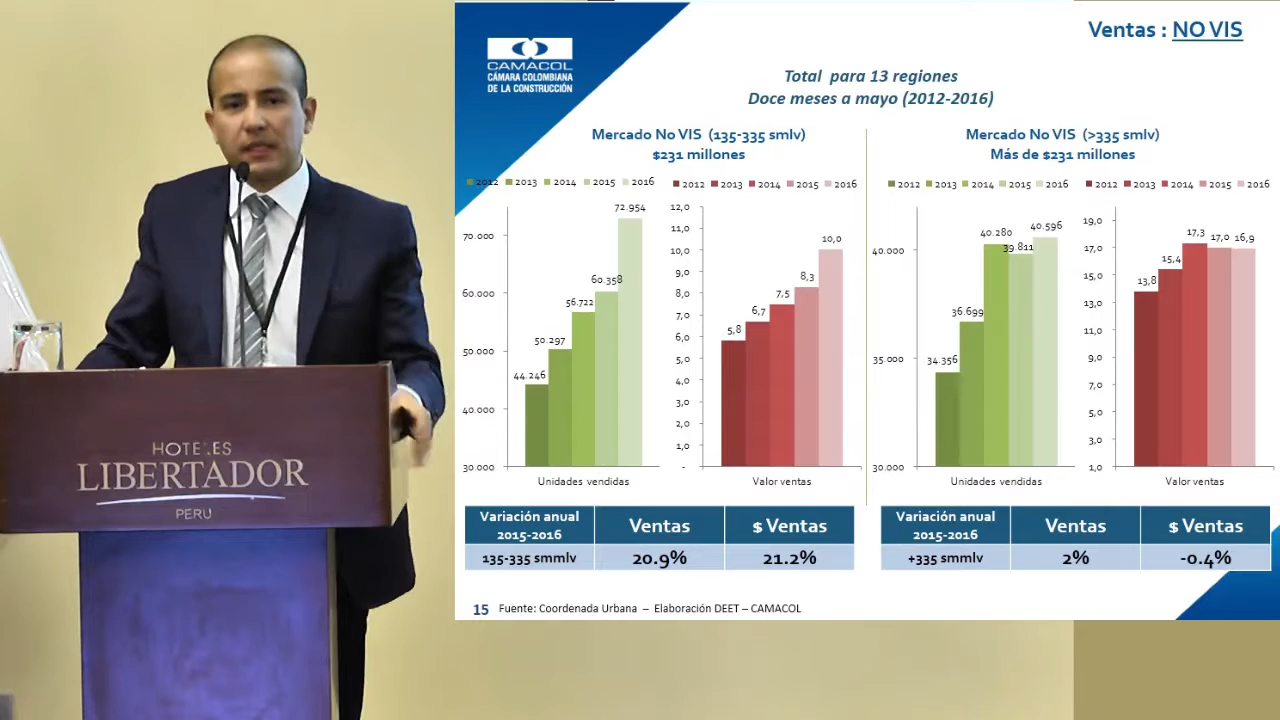 Ventas : NO VIS
CAMACOL
CÁMARA COLOMBIANA
DE LA CONSTRUCCIÓN
Total para 13 regiones
Doce meses a mayo (2012-2016)
Mercado No VIS (135-335 smlv)
$231 millones
2012 2013 2014 2015 2016
2012 2013 2014 2015 2016
70.000
60.000
50.000
40.000
30.000
44.246
50.297
56.722
60.358
72.954
Unidades vendidas
12,0
11,0
10,0
9,0
8,0
7,0
6,0
5,0
4,0
3,0
2,0
1,0
-
5,8
6,7
7,5
8,3
10,0
Valor ventas
Mercado No VIS (>335 smlv)
Más de $231 millones
2012 2013 2014 2015 2016
2012 2013 2014 2015 2016
40.000
35.000
30.000
34.356
36.699
40.280
39.811
40.596
Unidades vendidas
19,0
17,0
15,0
13,0
11,0
9,0
7,0
5,0
3,0
1,0
13,8
15,4
17,3
17,0
16,9
Valor ventas
Variación anual
2015-2016
Ventas
$ Ventas
135-335 smmlv
20.9%
21.2%
Variación anual
2015-2016
Ventas
$ Ventas
+335 smmlv
2%
-0.4%
15 Fuente: Coordenada Urbana – Elaboración DEET – CAMACOL
HOTELES
LIBERTADOR
PERU